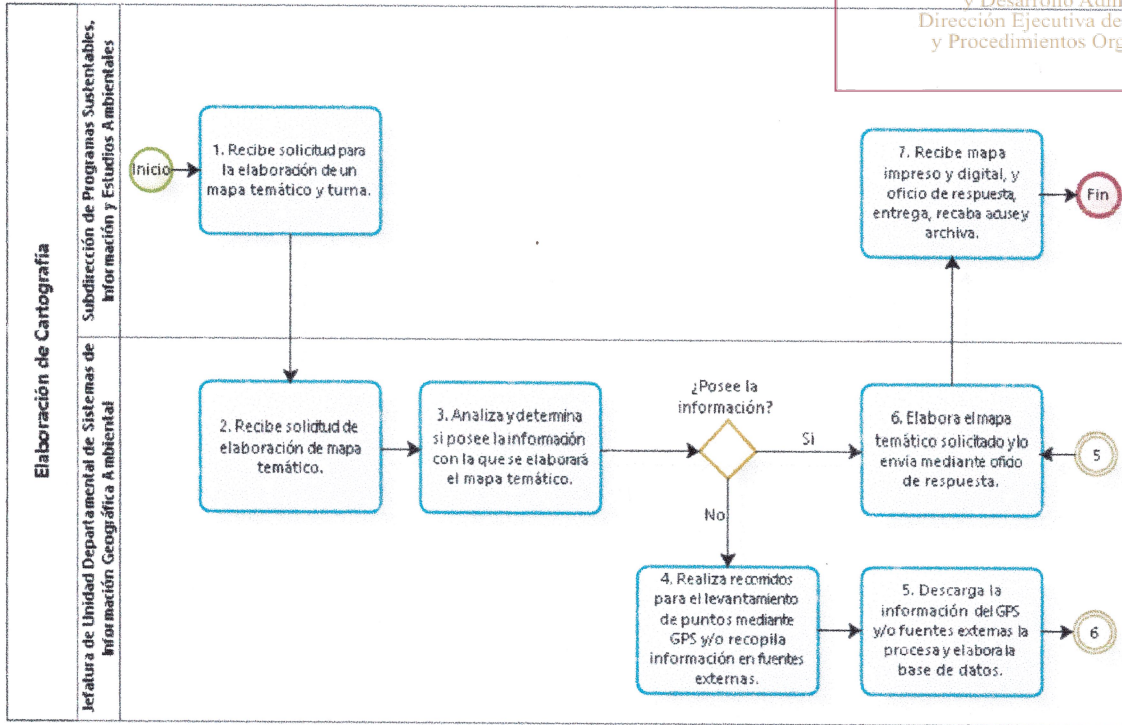 y Desarrollo
Dirección Ejecutiva de
y Procedimientos
Elaboración de Cartografía
Subdirección de Programas Sustentables,
Información y Estudios Ambientales
Inicio
1. Recibe solicitud para
la elaboración de un
mapa temático y turna.
7. Recibe mapa
impreso y digital, y
oficio de respuesta,
entrega, recaba acuse y
archiva.
Fin
Jefatura de Unidad Departamental de Sistemas de
Información Geográfica Ambiental
2. Recibe solicitud de
elaboración de mapa
temático.
3. Analiza y determina
si posee la información
con la que se elaborará
el mapa temático.
¿Posee la
información?
Si
No
6. Elabora el mapa
temático solicitado y lo
envía mediante oficio
de respuesta.
5
4. Realiza recorridos
para el levantamiento
de puntos mediante
GPS y/o recopila
información en fuentes
externas.
5. Descarga la
información del GPS
y/o fuentes externas la
procesa y elabora la
base de datos.
6